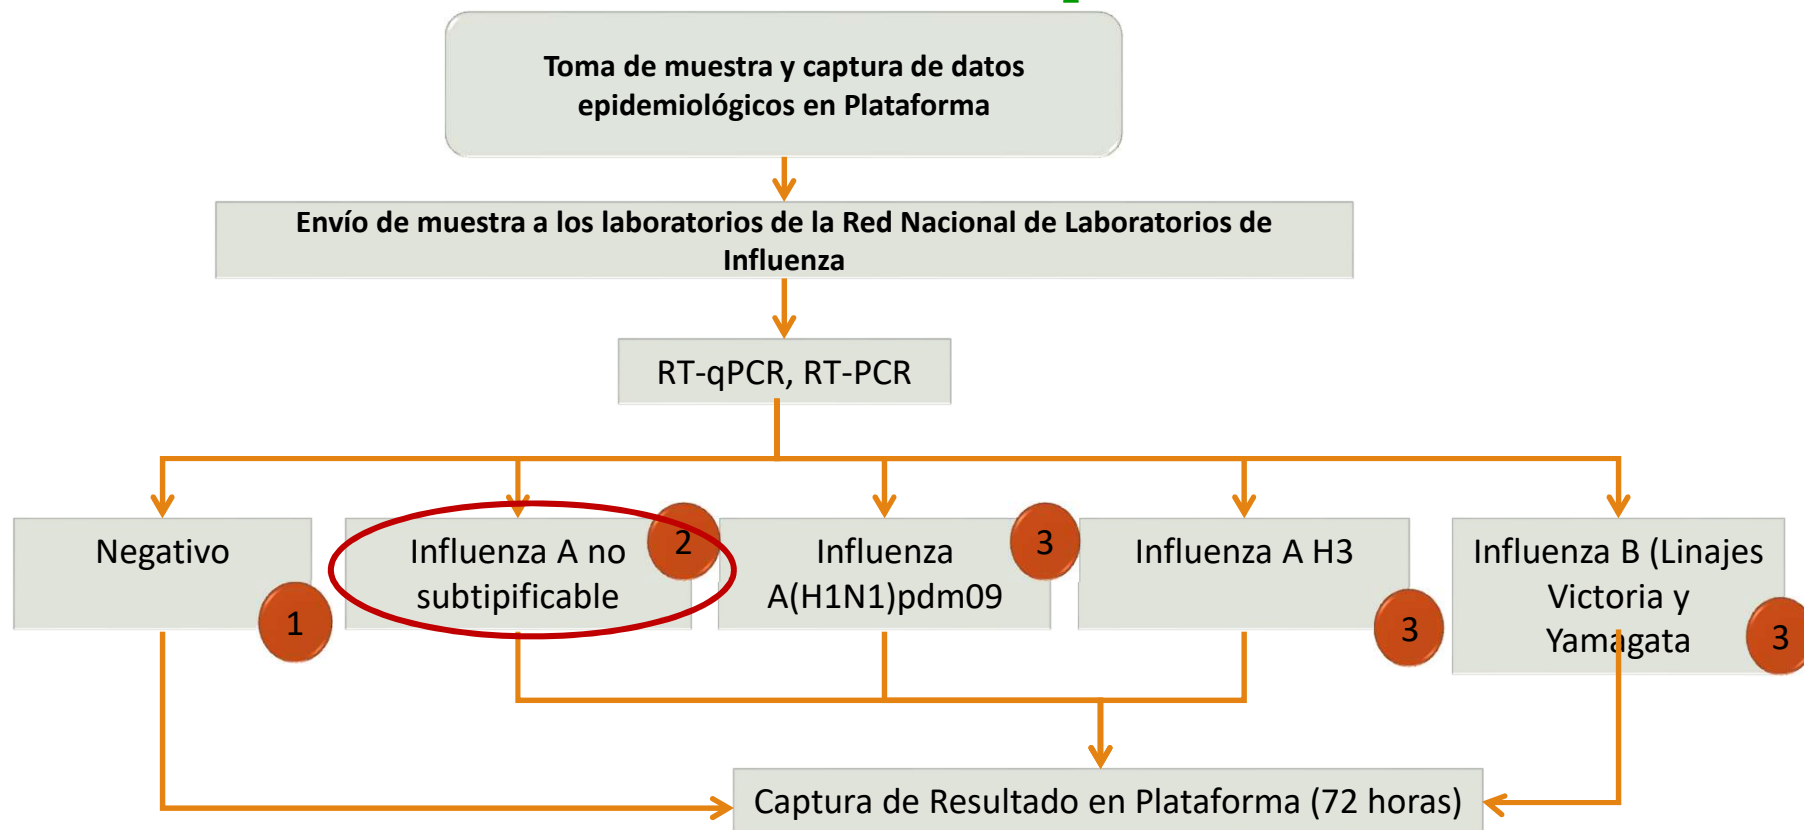 Toma de muestra y captura de datos
epidemiológicos en Plataforma
Envío de muestra a los laboratorios de la Red Nacional de Laboratorios de
Influenza
RT-qPCR, RT-PCR
Negativo
1
Influenza A no
subtipificable
2
Influenza
A(H1N1)pdm09
3
Influenza A H3
3
Influenza B (Linajes
Victoria y
Yamagata
3
Captura de Resultado en Plataforma (72 horas)